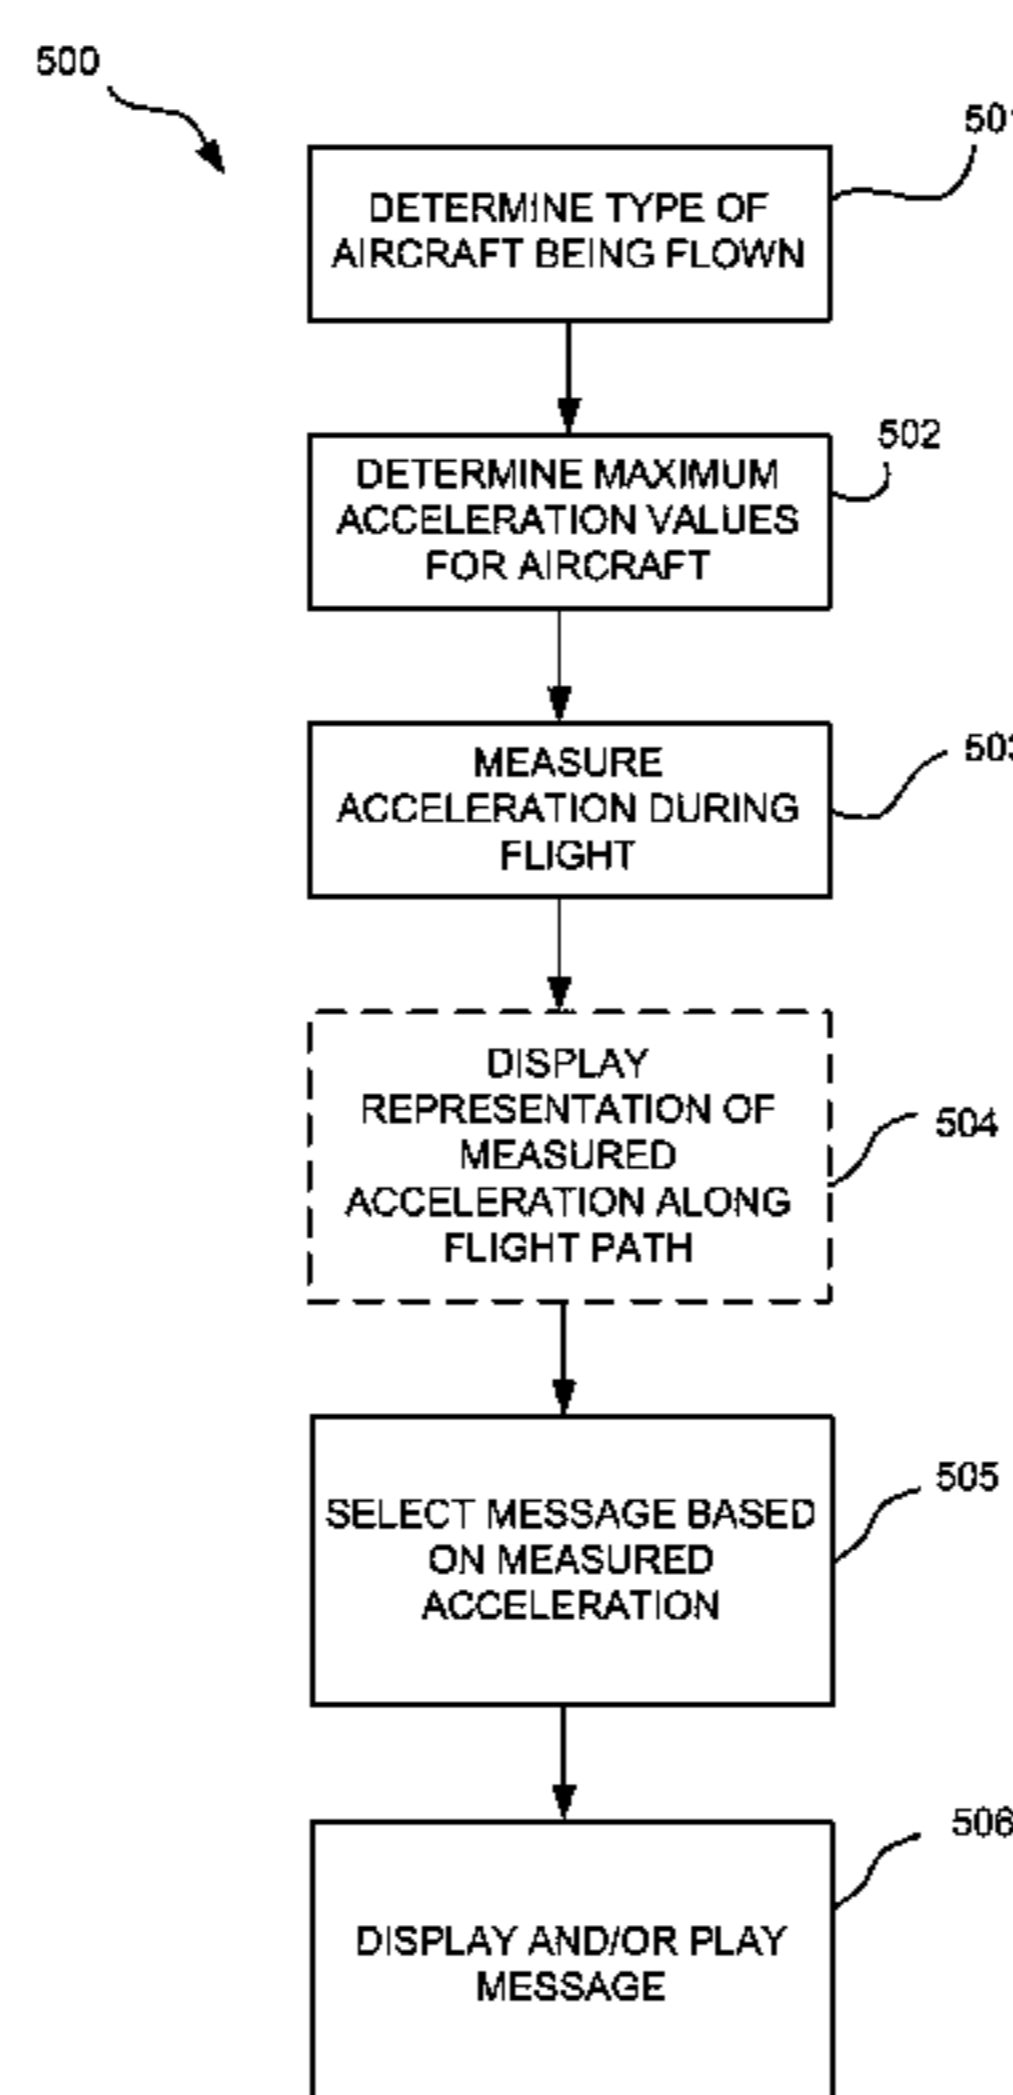 500
501
DETERMINE TYPE OF
AIRCRAFT BEING FLOWN
502
DETERMINE MAXIMUM
ACCELERATION VALUES
FOR AIRCRAFT
503
MEASURE
ACCELERATION DURING
FLIGHT
504
DISPLAY
REPRESENTATION OF
MEASURED
ACCELERATION ALONG
FLIGHT PATH
505
SELECT MESSAGE BASED
ON MEASURED
ACCELERATION
506
DISPLAY AND/OR PLAY
MESSAGE